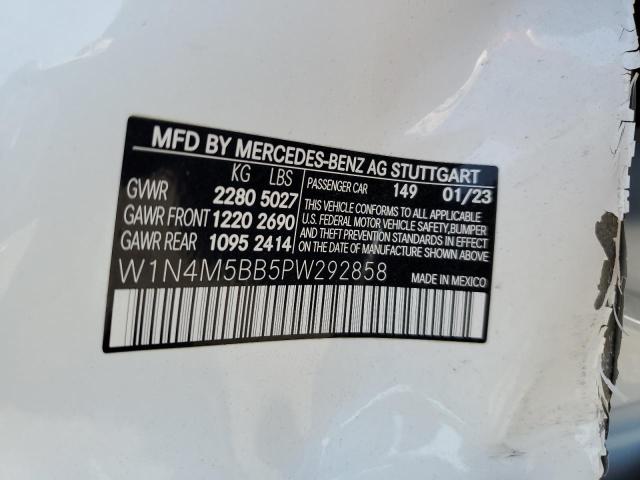 MFD BY MERCEDES-BENZ AG STUTTGART
KG LBS
GVWR 2280 5027
GAWR FRONT 1220 2690
GAWR REAR 1095 2414
PASSENGER CAR 149 01/23
THIS VEHICLE CONFORMS TO ALL APPLICABLE
U.S. FEDERAL MOTOR VEHICLE SAFETY,BUMPER
AND THEFT PREVENTION STANDARDS IN EFFECT
ON THE DATE OF MANUFACTURE SHOWN ABOVE.
W1N4M5BB5PW292858
MADE IN MEXICO